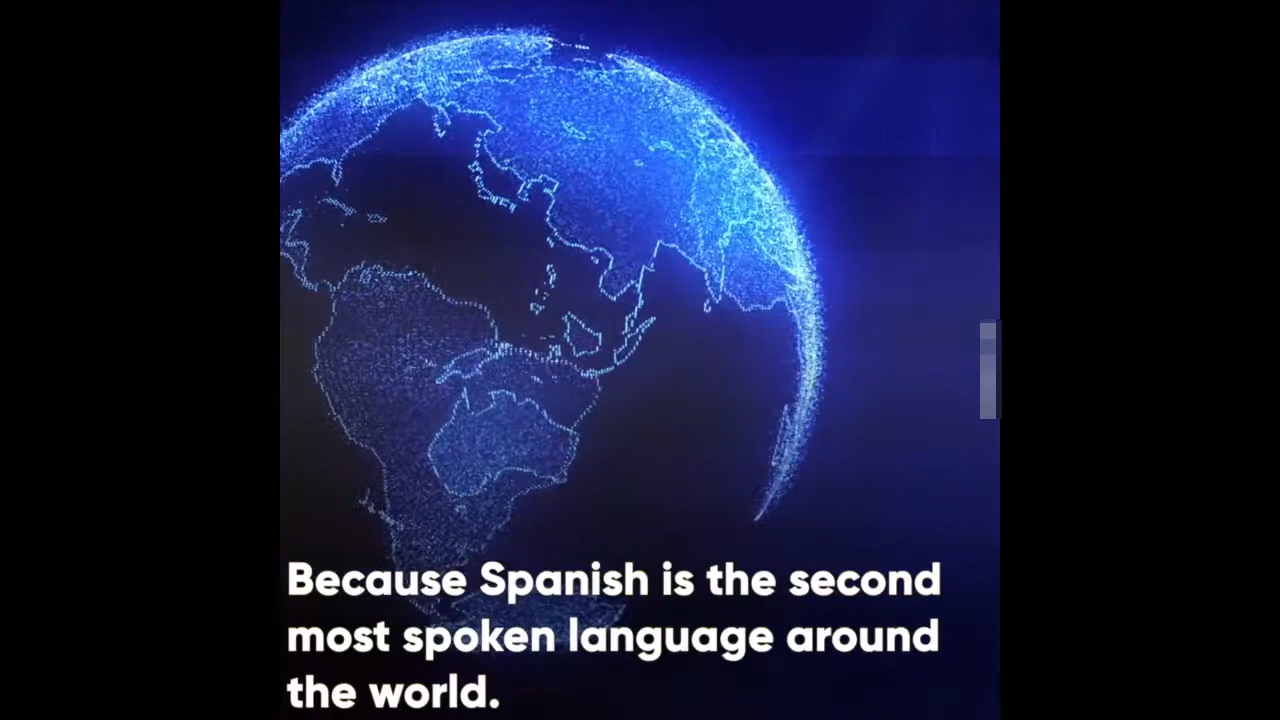 Because Spanish is the second
most spoken language around
the world.